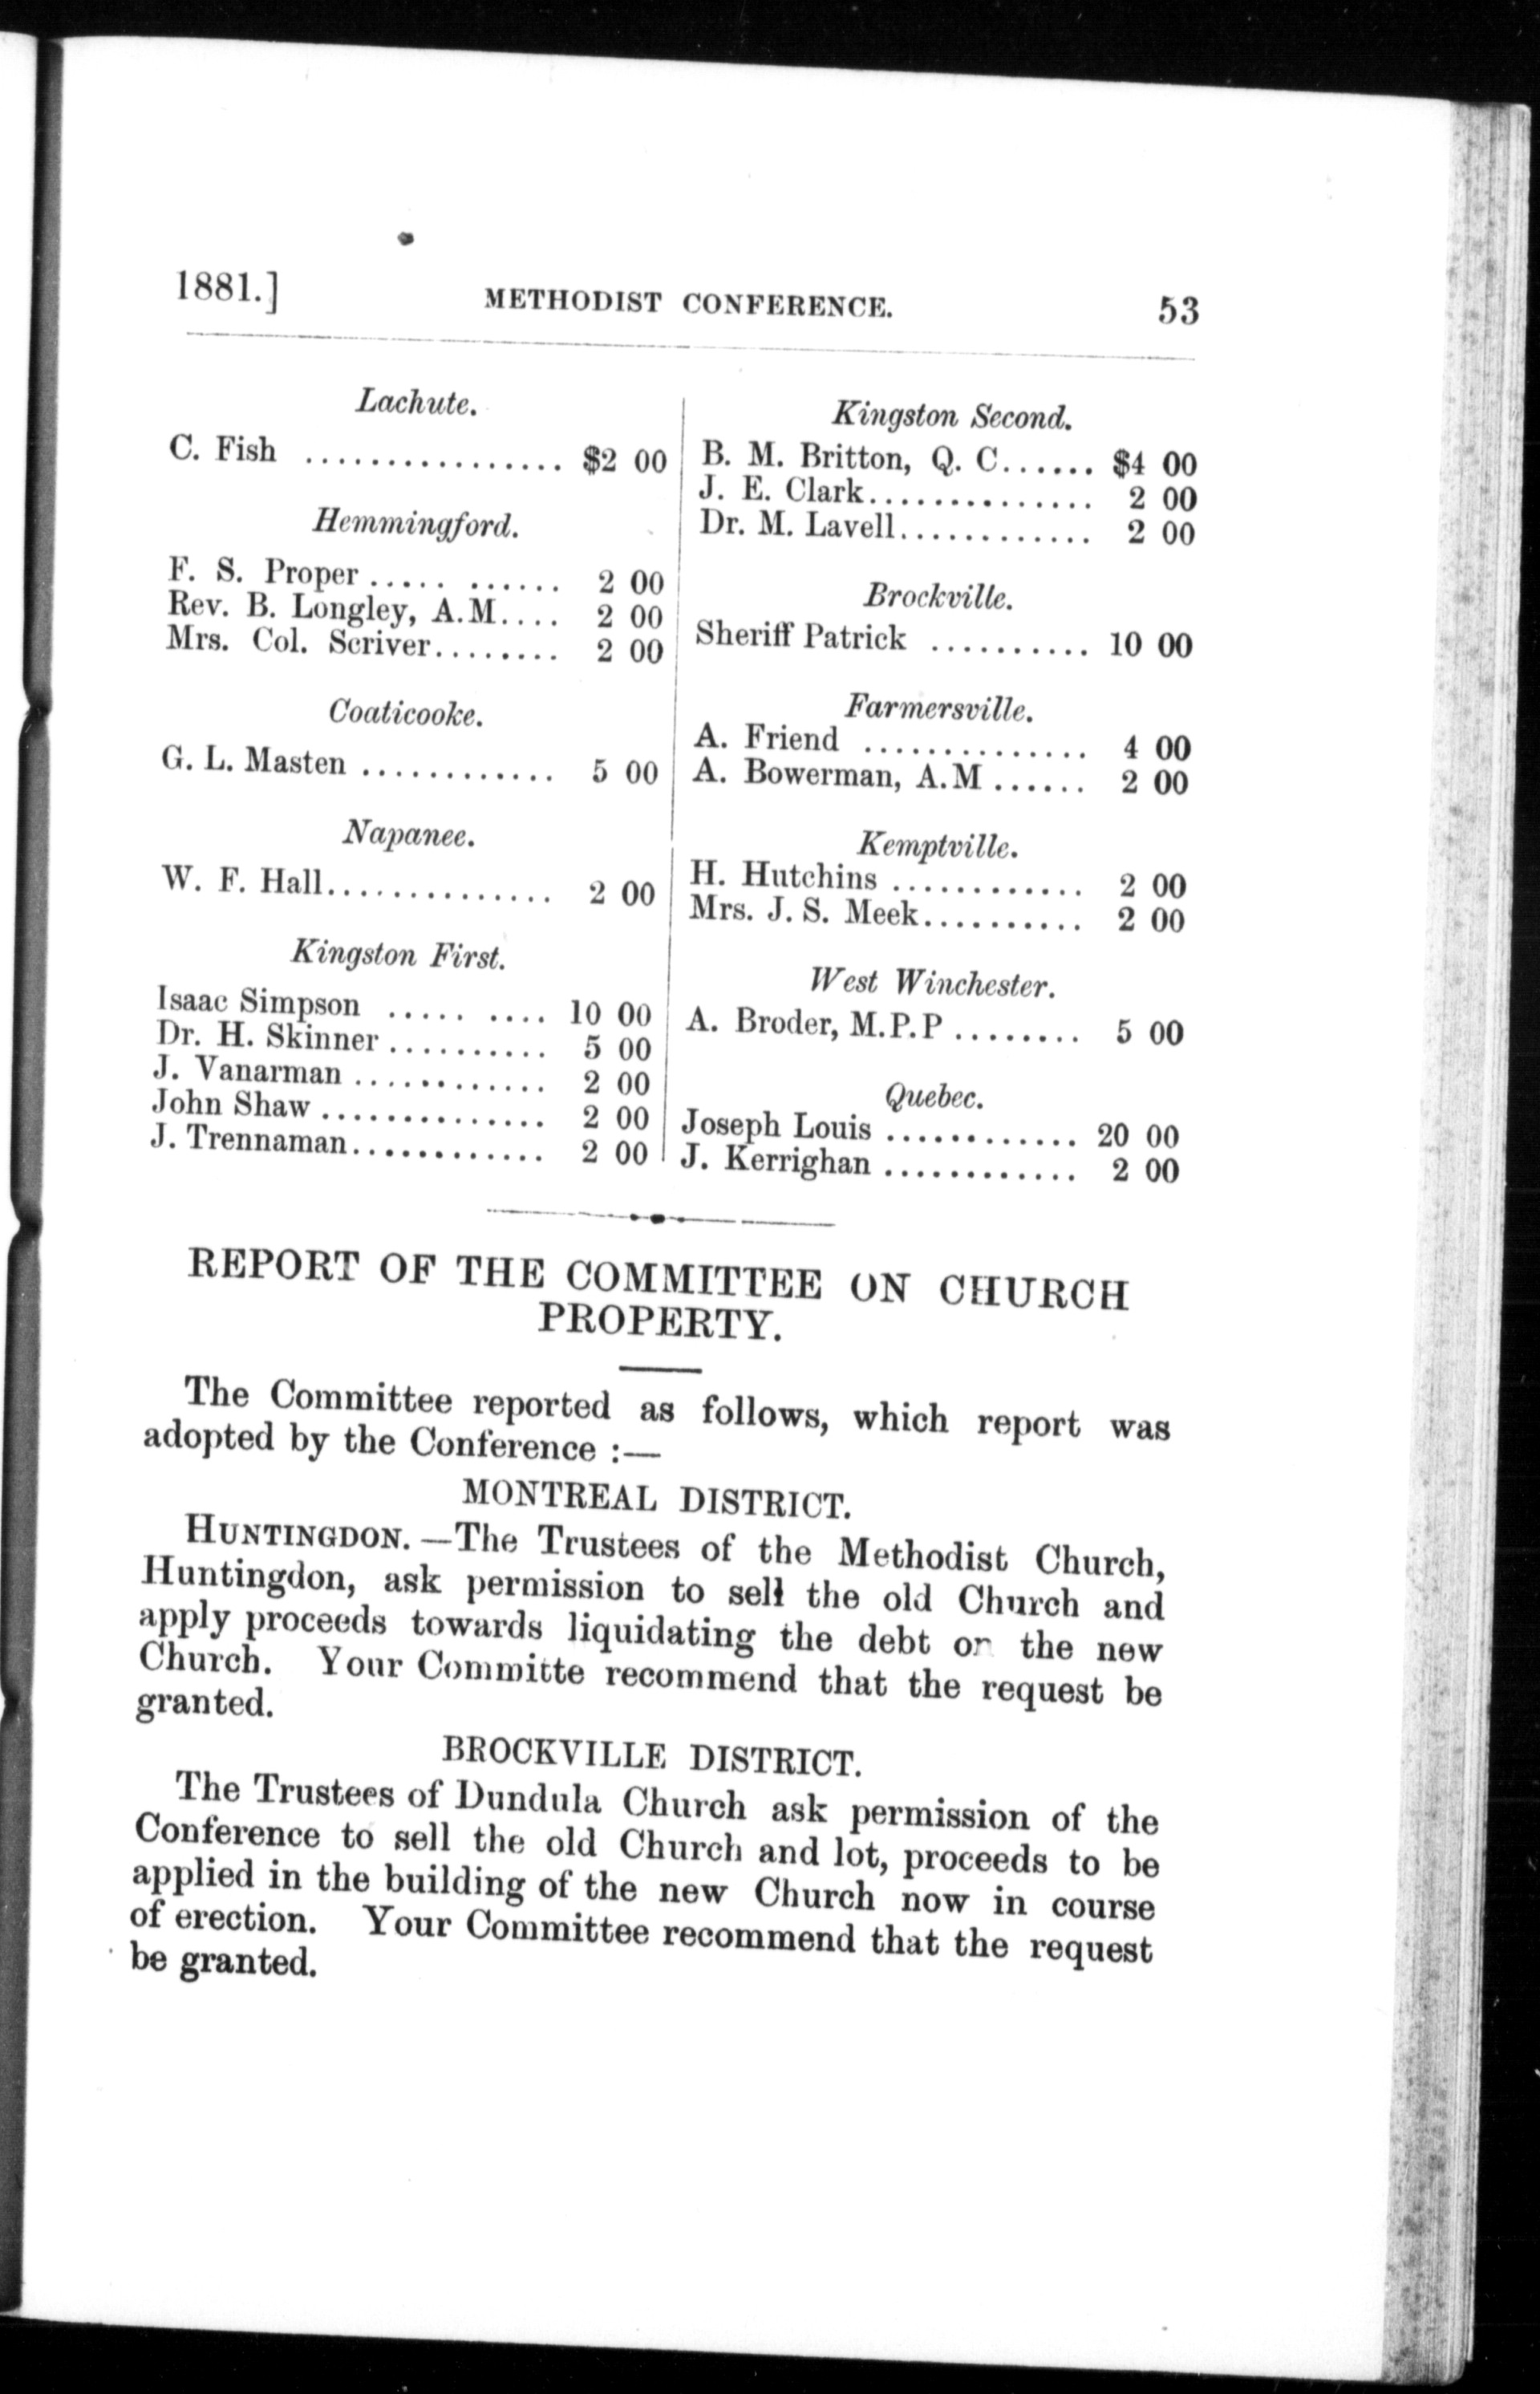 1881.] METHODIST CONFERENCE. 53
Lachute.
C. Fish ................ $2 00
Hemmingford.
F. S. Proper ..... ...... 2 00
Rev. B. Longley, A.M.... 2 00
Mrs. Col. Scriver........ 2 00
Coaticooke.
G. L. Masten ............ 5 00
Napanee.
W. F. Hall.............. 2 00
Kingston First.
Isaac Simpson ..... .... 10 00
Dr. H. Skinner .......... 5 00
J. Vanarman ............ 2 00
John Shaw .............. 2 00
J. Trennaman............ 2 00
Kingston Second.
B. M. Britton, Q. C...... $4 00
J. E. Clark.............. 2 00
Dr. M. Lavell............ 2 00
Brockville.
Sheriff Patrick .......... 10 00
Farmersville.
A. Friend .............. 4 00
A. Bowerman, A.M ...... 2 00
Kemptville.
H. Hutchins ............ 2 00
Mrs. J. S. Meek.......... 2 00
West Winchester.
A. Broder, M.P.P ........ 5 00
Quebec.
Joseph Louis ............ 20 00
J. Kerrighan ............ 2 00
REPORT OF THE COMMITTEE ON CHURCH
PROPERTY.
The Committee reported as follows, which report was
adopted by the Conference :—
MONTREAL DISTRICT.
HUNTINGDON. —The Trustees of the Methodist Church,
Huntingdon, ask permission to sell the old Church and
apply proceeds towards liquidating the debt on the new
Church. Your Committe recommend that the request be
granted.
BROCKVILLE DISTRICT.
The Trustees of Dundula Church ask permission of the
Conference to sell the old Church and lot, proceeds to be
applied in the building of the new Church now in course
of erection. Your Committee recommend that the request
be granted.